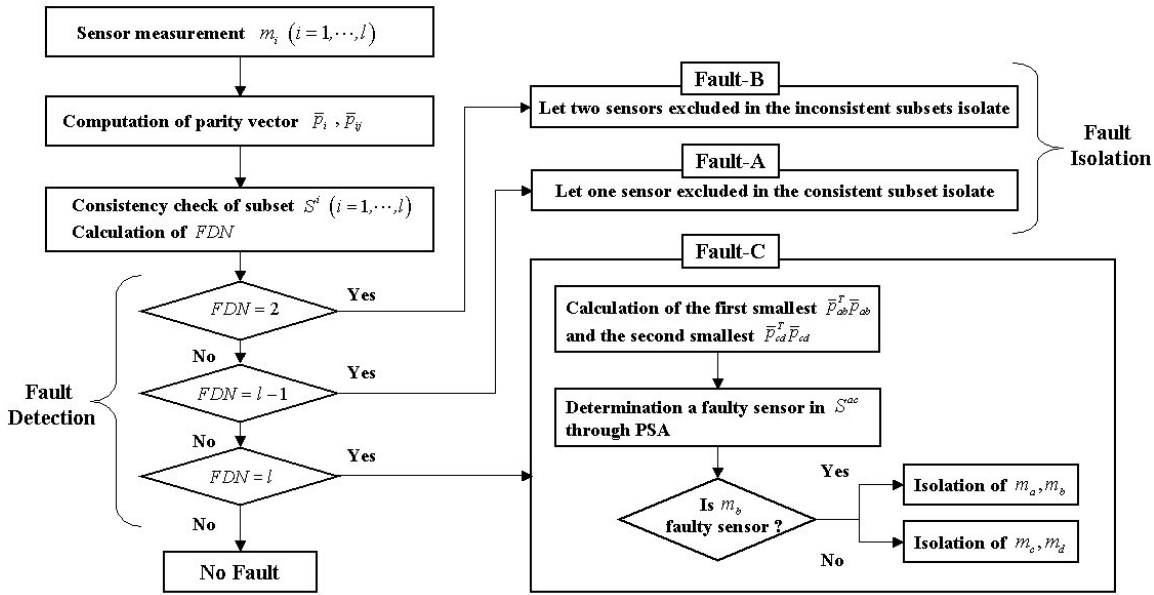 Sensor measurement m_i (i = 1,⋯,l)
Computation of parity vector p̅_i , p̅_ij
Consistency check of subset S^i (i = 1,⋯,l)
Calculation of FDN
FDN = 2
Yes
No
FDN = l − 1
Yes
No
FDN = l
Yes
No
No Fault
Fault
Detection
Fault-B
Let two sensors excluded in the inconsistent subsets isolate
Fault-A
Let one sensor excluded in the consistent subset isolate
Fault
Isolation
Fault-C
Calculation of the first smallest p̅_ab^T p̅_ab
and the second smallest p̅_cd^T p̅_cd
Determination a faulty sensor in S^ac
through PSA
Is m_b
faulty sensor ?
Yes
Isolation of m_a, m_b
No
Isolation of m_c, m_d